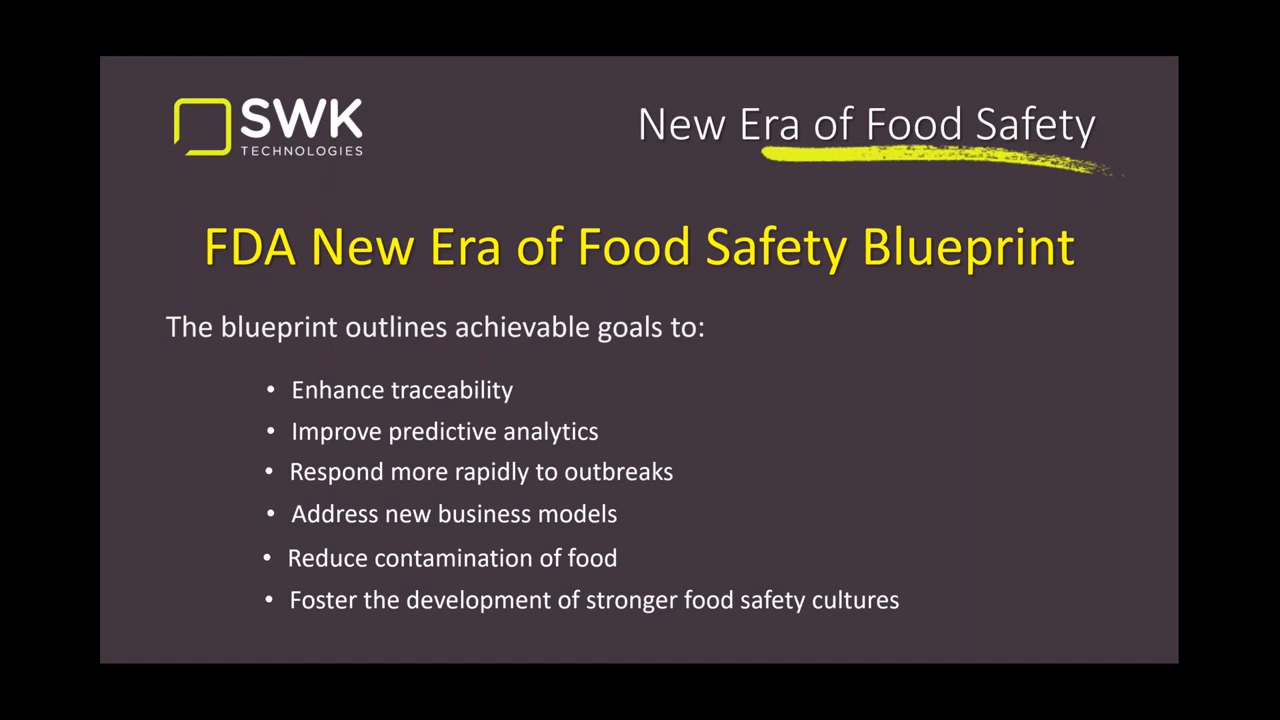 SWK
TECHNOLOGIES
New Era of Food Safety
FDA New Era of Food Safety Blueprint
The blueprint outlines achievable goals to:
• Enhance traceability
• Improve predictive analytics
• Respond more rapidly to outbreaks
• Address new business models
• Reduce contamination of food
• Foster the development of stronger food safety cultures